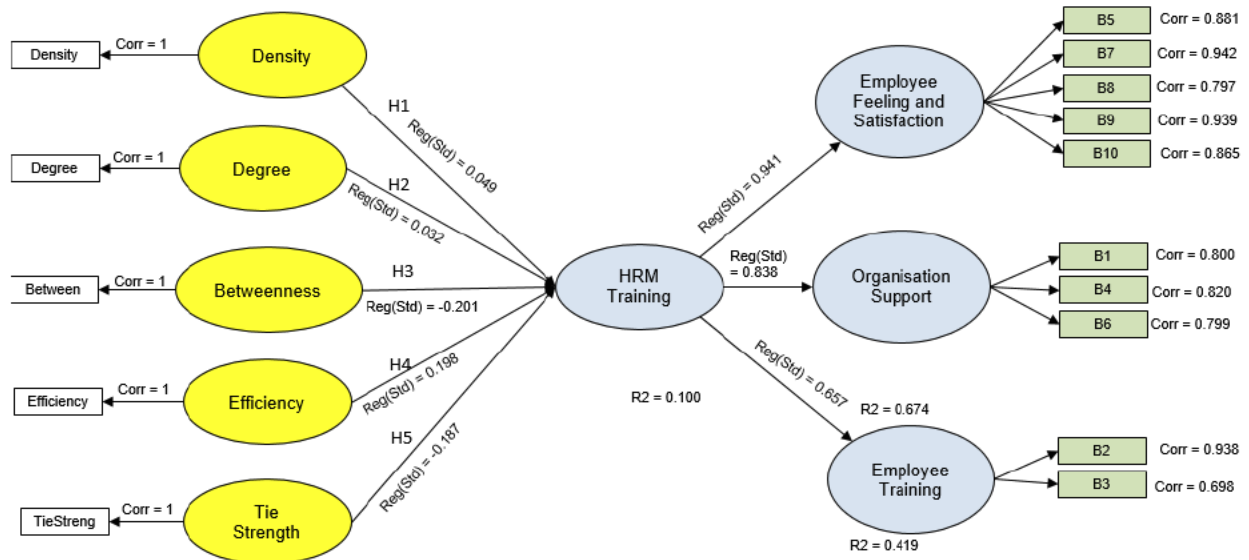 Density
Corr = 1
Density
H1
Reg(Std) = 0.049
Degree
Corr = 1
Degree
H2
Reg(Std) = 0.032
Between
Corr = 1
Betweenness
H3
Reg(Std) = -0.201
Efficiency
Corr = 1
Efficiency
H4
Reg(Std) = 0.198
TieStreng
Corr = 1
Tie
Strength
H5
Reg(Std) = -0.187
HRM
Training
R2 = 0.100
Reg(Std) = 0.941
Employee
Feeling and
Satisfaction
B5
Corr = 0.881
B7
Corr = 0.942
B8
Corr = 0.797
B9
Corr = 0.939
B10
Corr = 0.865
Reg(Std)
= 0.838
Organisation
Support
B1
Corr = 0.800
B4
Corr = 0.820
B6
Corr = 0.799
Reg(Std) = 0.657
R2 = 0.674
Employee
Training
B2
Corr = 0.938
B3
Corr = 0.698
R2 = 0.419